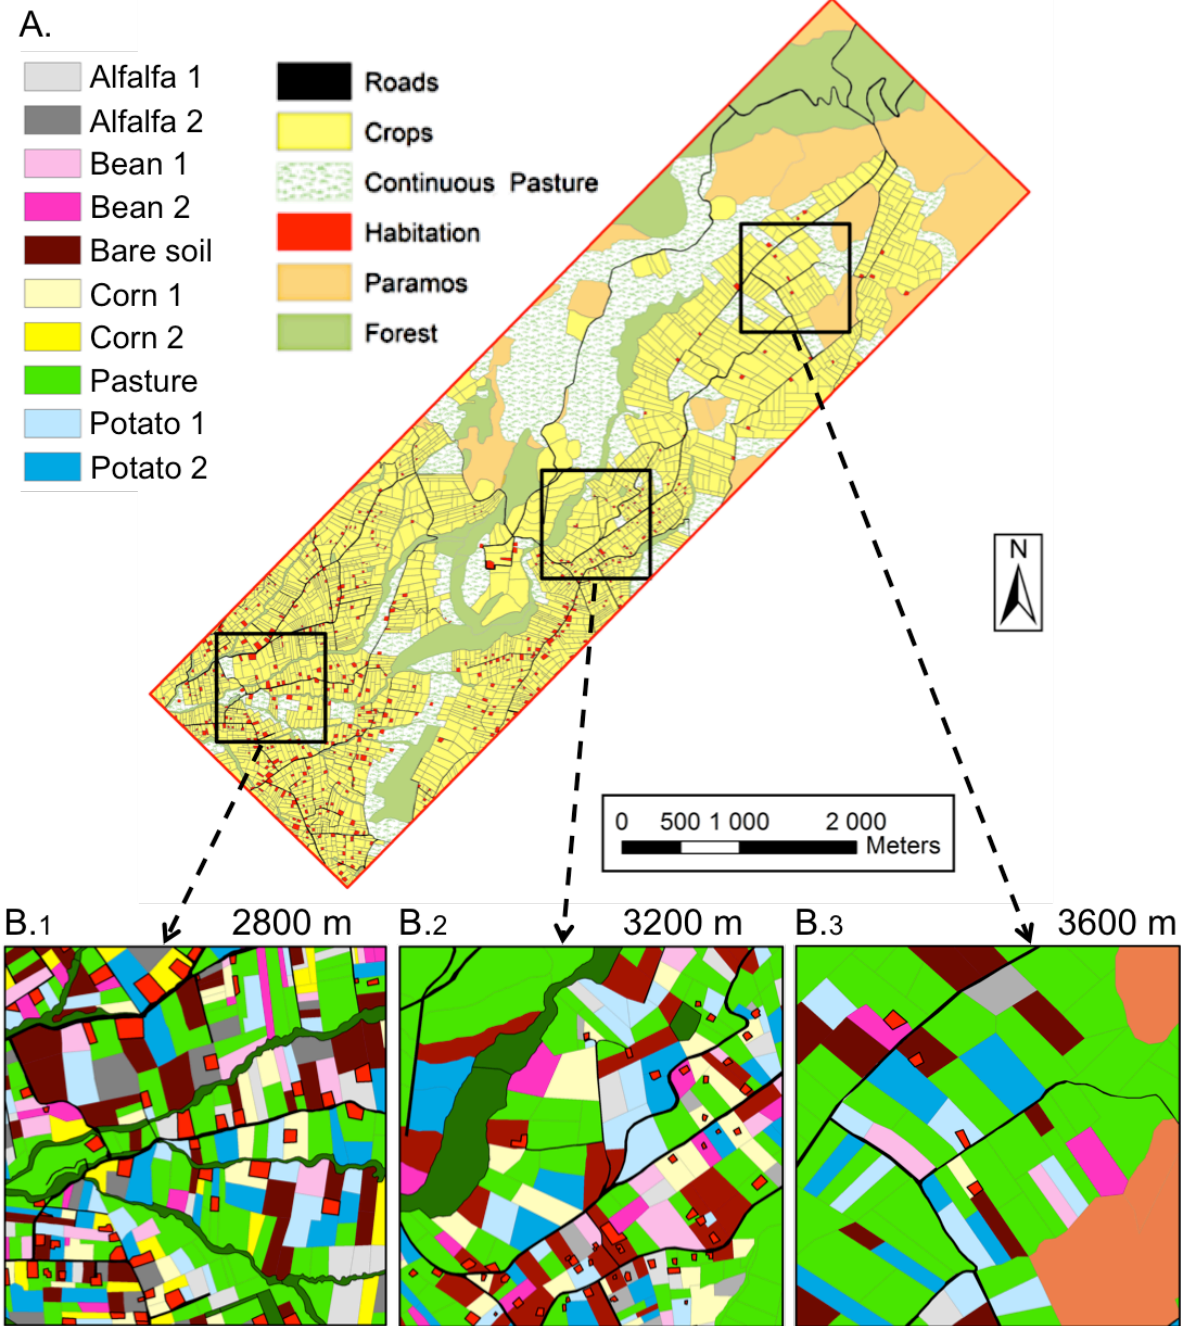 A.
Alfalfa 1
Alfalfa 2
Bean 1
Bean 2
Bare soil
Corn 1
Corn 2
Pasture
Potato 1
Potato 2
Roads
Crops
Continuous Pasture
Habitation
Paramos
Forest
N
0 500 1 000 2 000
Meters
B.1 2800 m
B.2 3200 m
B.3 3600 m